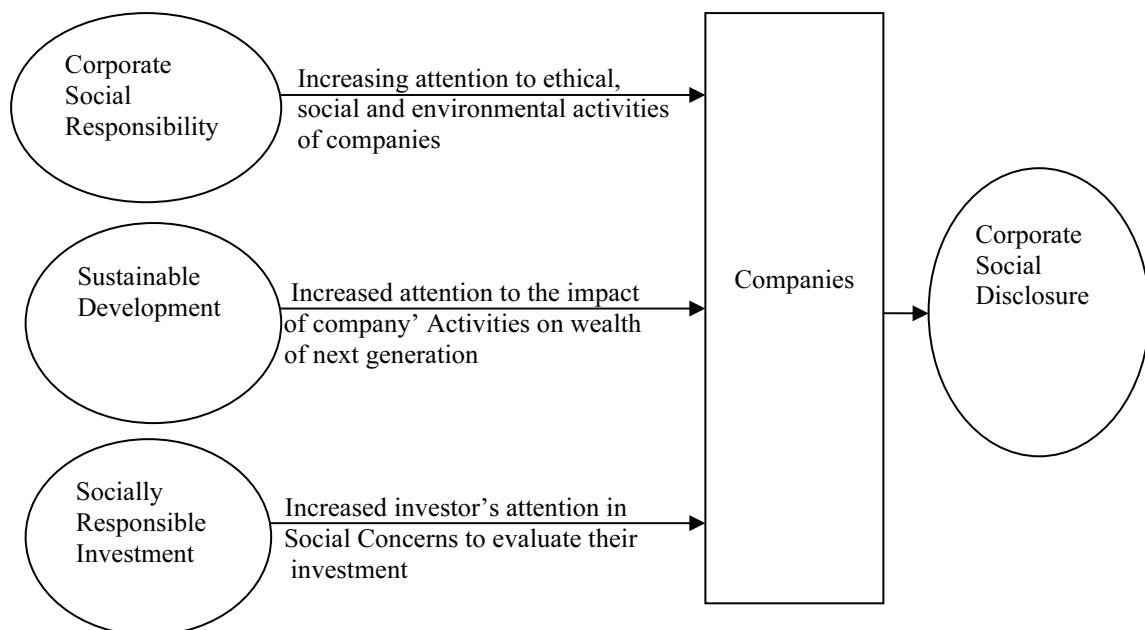 Corporate
Social
Responsibility
Increasing attention to ethical,
social and environmental activities
of companies
Sustainable
Development
Increased attention to the impact
of company’ Activities on wealth
of next generation
Socially
Responsible
Investment
Increased investor’s attention in
Social Concerns to evaluate their
investment
Companies
Corporate
Social
Disclosure